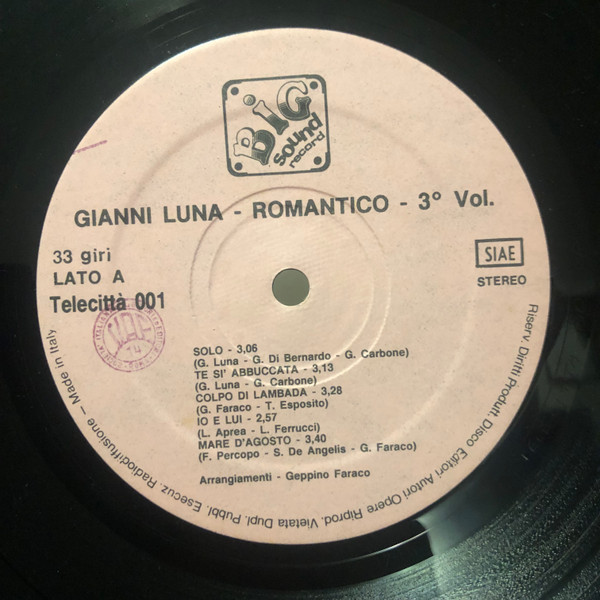 BIG
sound
record
GIANNI LUNA - ROMANTICO - 3° Vol.
33 giri
LATO A
Telecittà 001
SIAE
STEREO
SOLO - 3,06
(G. Luna - G. Di Bernardo - G. Carbone)
TE SI' ABBUCCATA - 3,13
(G. Luna - G. Carbone)
COLPO DI LAMBADA - 3,28
(G. Faraco - T. Esposito)
IO E LUI - 2,57
(L. Aprea - L. Ferrucci)
MARE D'AGOSTO - 3,40
(F. Percopo - S. De Angelis - G. Faraco)
Arrangiamenti - Geppino Faraco
Riserv. Diritti Produtt. Disco Editori Autori Opere Riprod. Vietata Dupl. Pubbl. Esecuz. Radiodiffusione - Made in Italy